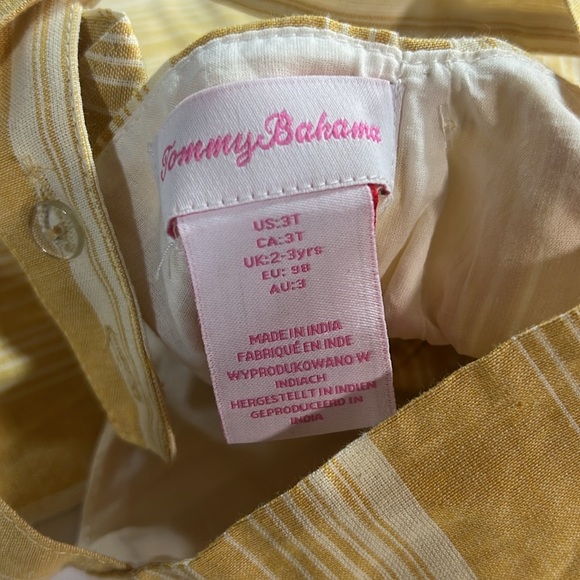 Tommy Bahama
US:3T
CA:3T
UK:2-3yrs
EU: 98
AU:3
MADE IN INDIA
FABRIQUÉ EN INDE
WYPRODUKOWANO W
INDIACH
HERGESTELLT IN INDIEN
GEPRODUCEERD IN
INDIA